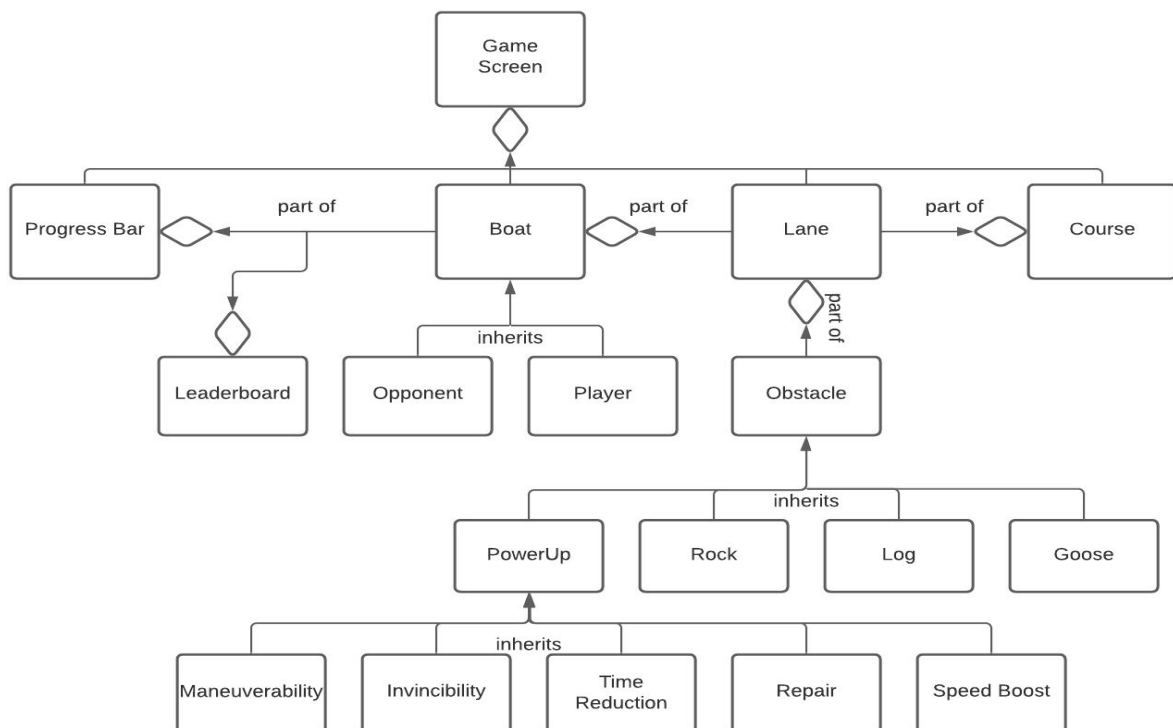 Game
Screen
part of
part of
part of
Progress Bar
Boat
Lane
Course
part of
inherits
Leaderboard
Opponent
Player
Obstacle
inherits
PowerUp
Rock
Log
Goose
inherits
Maneuverability
Invincibility
Time
Reduction
Repair
Speed Boost